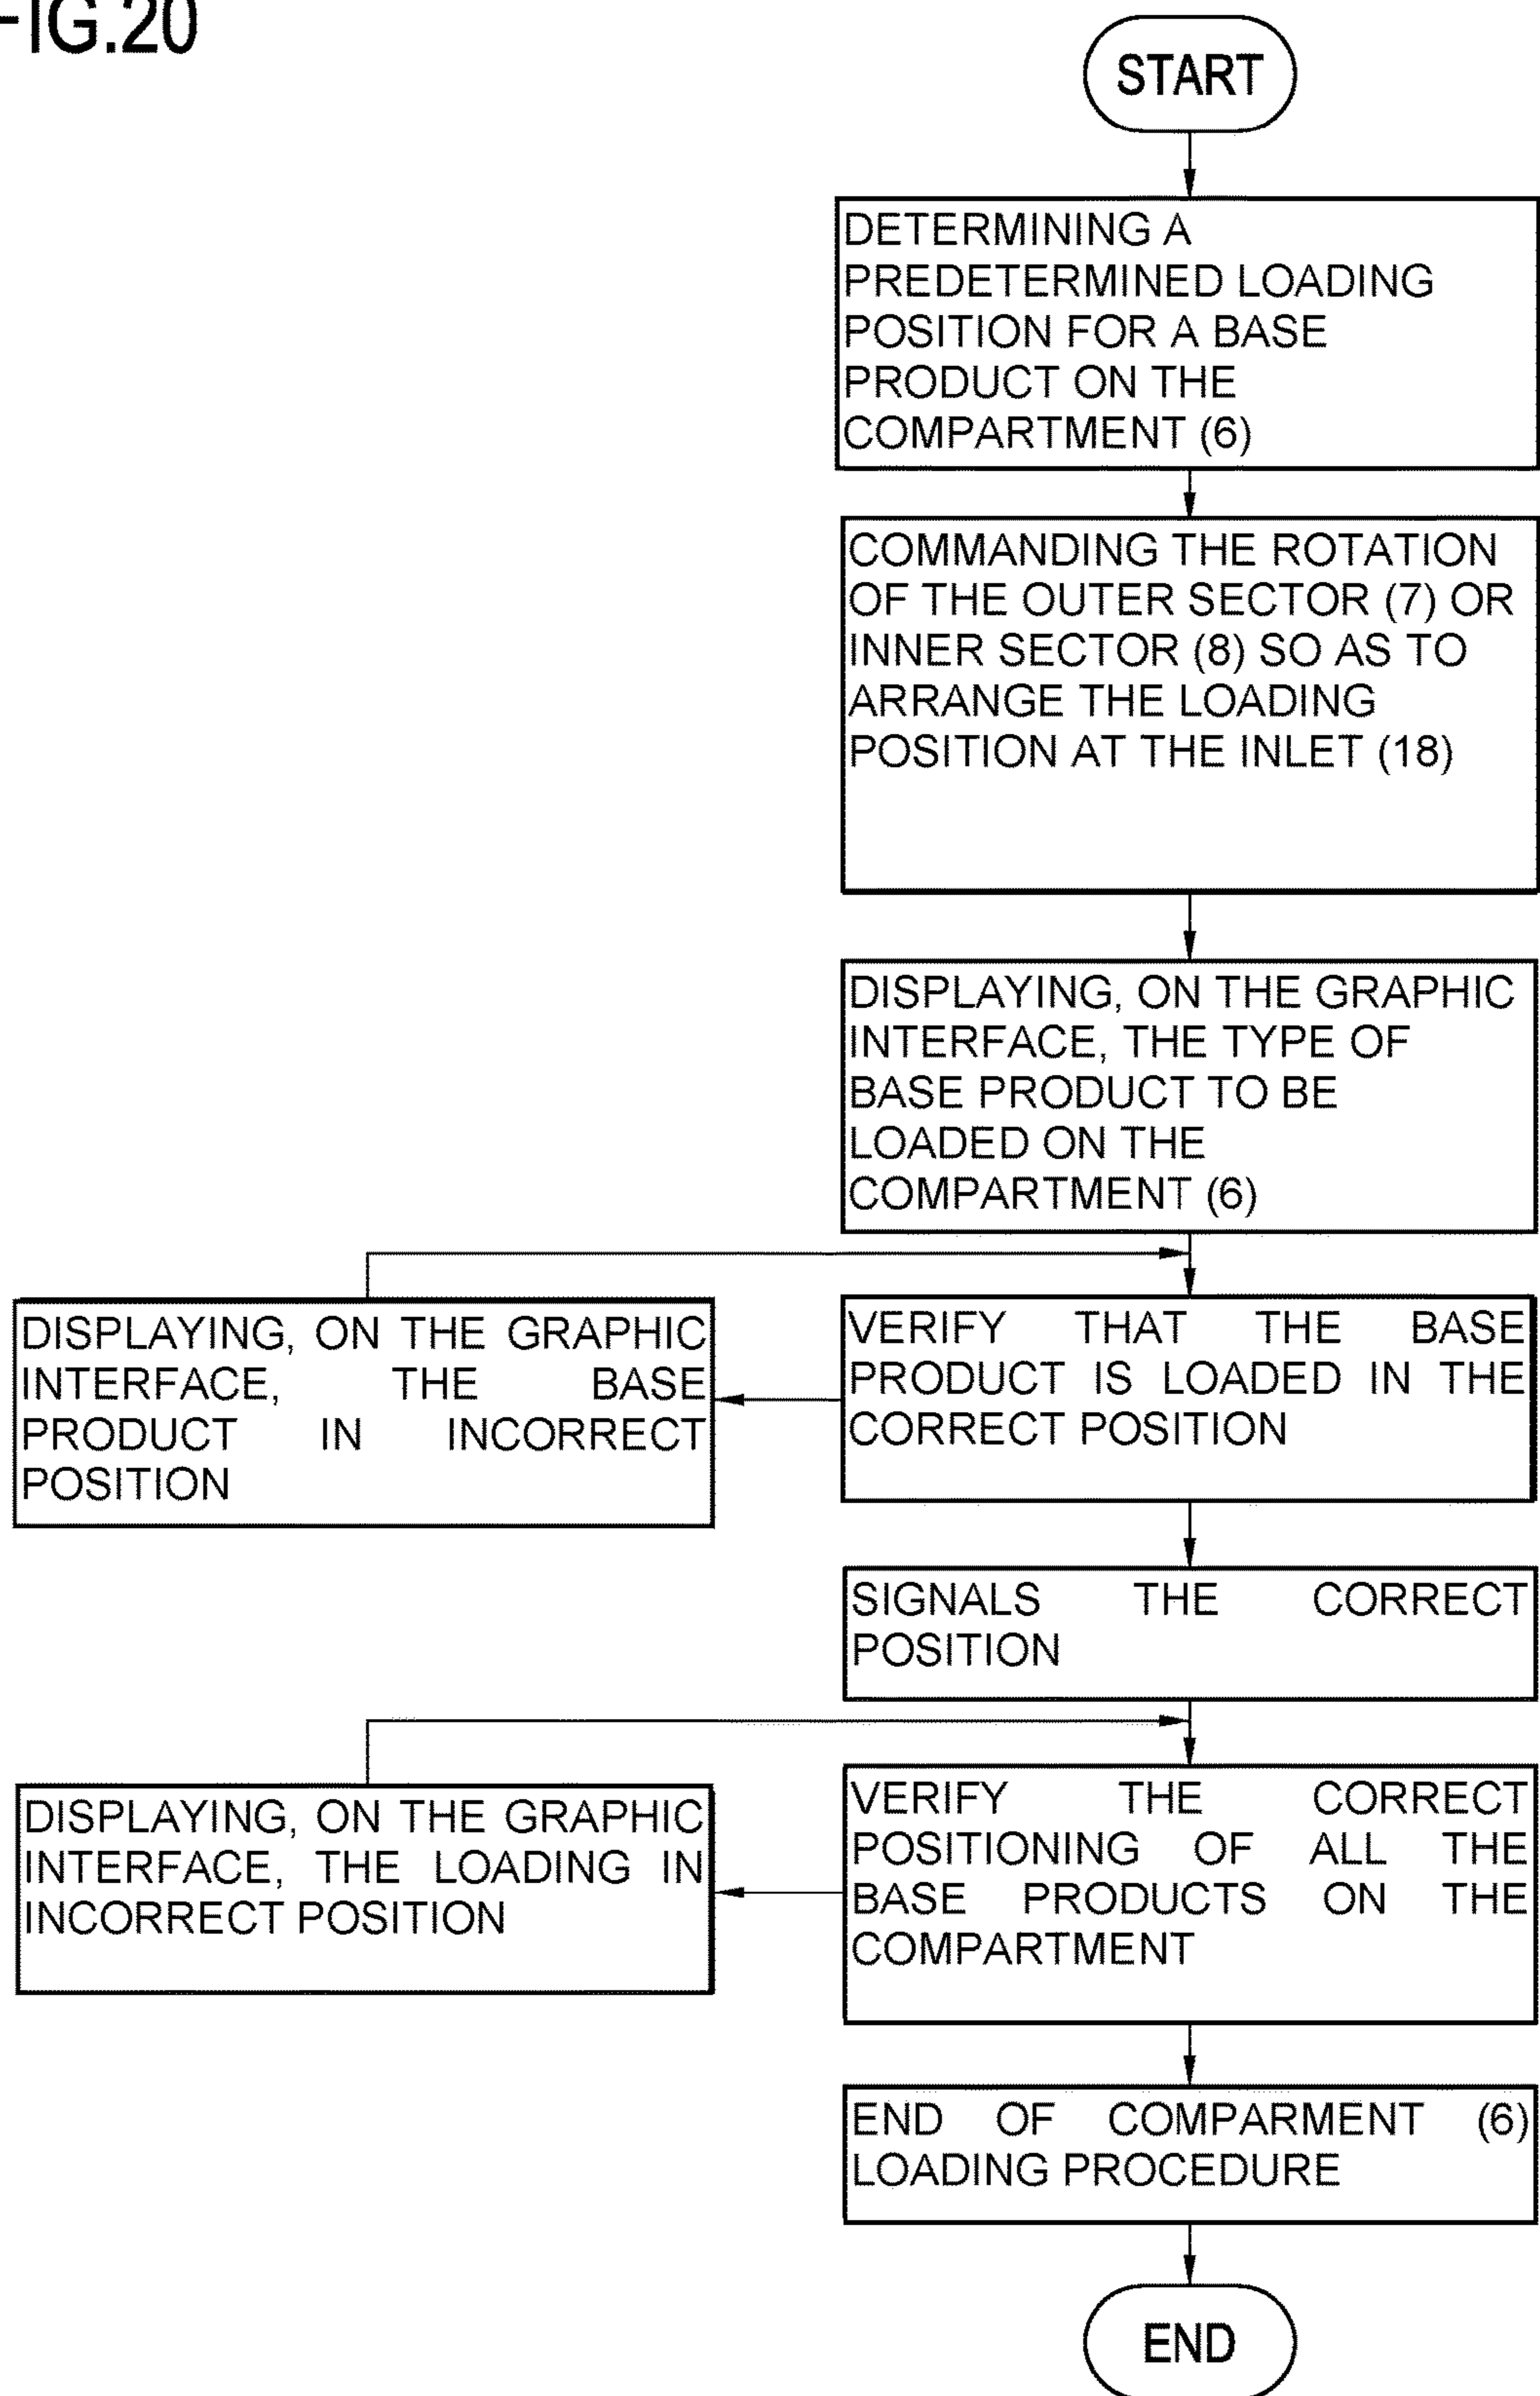 FIG.20
START
DETERMINING A
PREDETERMINED LOADING
POSITION FOR A BASE
PRODUCT ON THE
COMPARTMENT (6)
COMMANDING THE ROTATION
OF THE OUTER SECTOR (7) OR
INNER SECTOR (8) SO AS TO
ARRANGE THE LOADING
POSITION AT THE INLET (18)
DISPLAYING, ON THE GRAPHIC
INTERFACE, THE TYPE OF
BASE PRODUCT TO BE
LOADED ON THE
COMPARTMENT (6)
VERIFY THAT THE BASE
PRODUCT IS LOADED IN THE
CORRECT POSITION
DISPLAYING, ON THE GRAPHIC
INTERFACE, THE BASE
PRODUCT IN INCORRECT
POSITION
SIGNALS THE CORRECT
POSITION
VERIFY THE CORRECT
POSITIONING OF ALL THE
BASE PRODUCTS ON THE
COMPARTMENT
DISPLAYING, ON THE GRAPHIC
INTERFACE, THE LOADING IN
INCORRECT POSITION
END OF COMPARMENT (6)
LOADING PROCEDURE
END